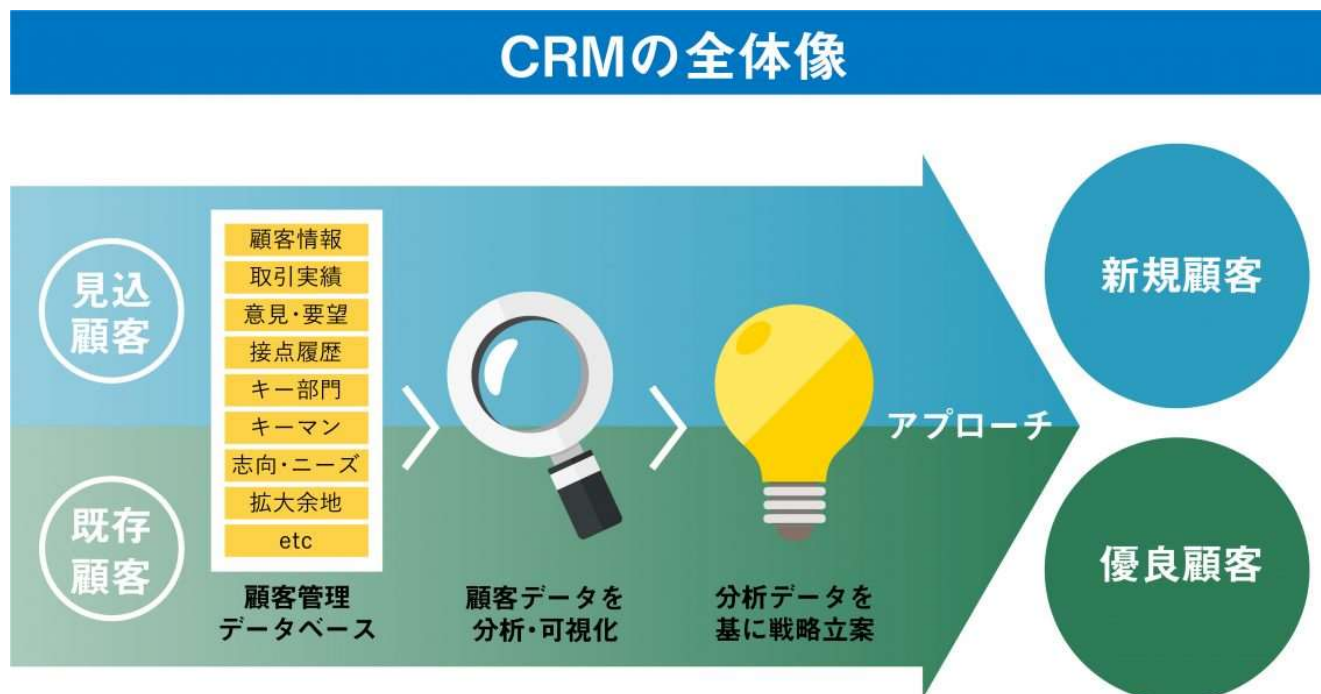 CRMの全体像
見込
顧客
既存
顧客
顧客情報
取引実績
意見・要望
接点履歴
キー部門
キーマン
志向・ニーズ
拡大余地
etc
顧客管理
データベース
顧客データを
分析・可視化
分析データを
基に戦略立案
アプローチ
新規顧客
優良顧客